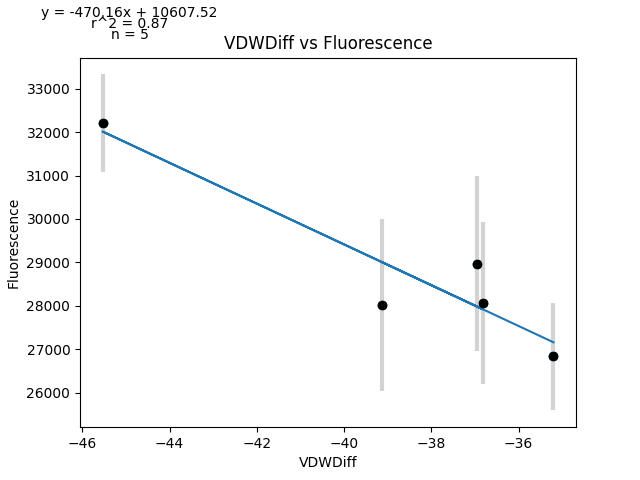 y = -470.16x + 10607.52
r^2 = 0.87
n = 5
VDWDiff vs Fluorescence
33000
32000
31000
30000
29000
28000
27000
26000
Fluorescence
−46 −44 −42 −40 −38 −36
VDWDiff